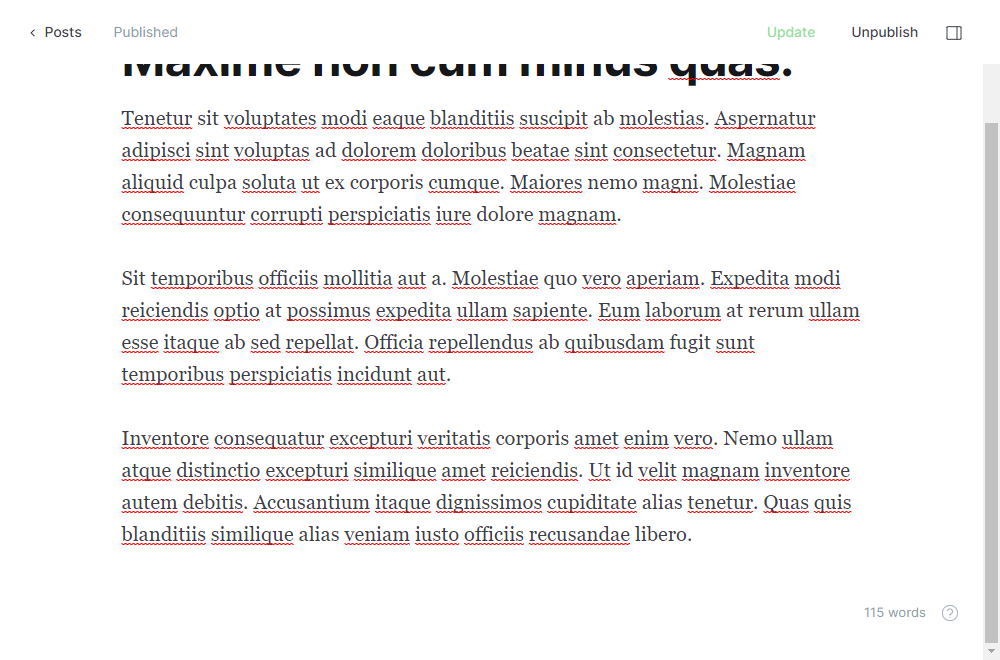 Posts
Published
Update
Unpublish
Maxime non cum minus quas.
Tenetur sit voluptates modi eaque blanditiis suscipit ab molestias. Aspernatur
adipisci sint voluptas ad dolorem doloribus beatae sint consectetur. Magnam
aliquid culpa soluta ut ex corporis cumque. Maiores nemo magni. Molestiae
consequuntur corrupti perspiciatis iure dolore magnam.
Sit temporibus officiis mollitia aut a. Molestiae quo vero aperiam. Expedita modi
reiciendis optio at possimus expedita ullam sapiente. Eum laborum at rerum ullam
esse itaque ab sed repellat. Officia repellendus ab quibusdam fugit sunt
temporibus perspiciatis incidunt aut.
Inventore consequatur excepturi veritatis corporis amet enim vero. Nemo ullam
atque distinctio excepturi similique amet reiciendis. Ut id velit magnam inventore
autem debitis. Accusantium itaque dignissimos cupiditate alias tenetur. Quas quis
blanditiis similique alias veniam iusto officiis recusandae libero.
115 words
?